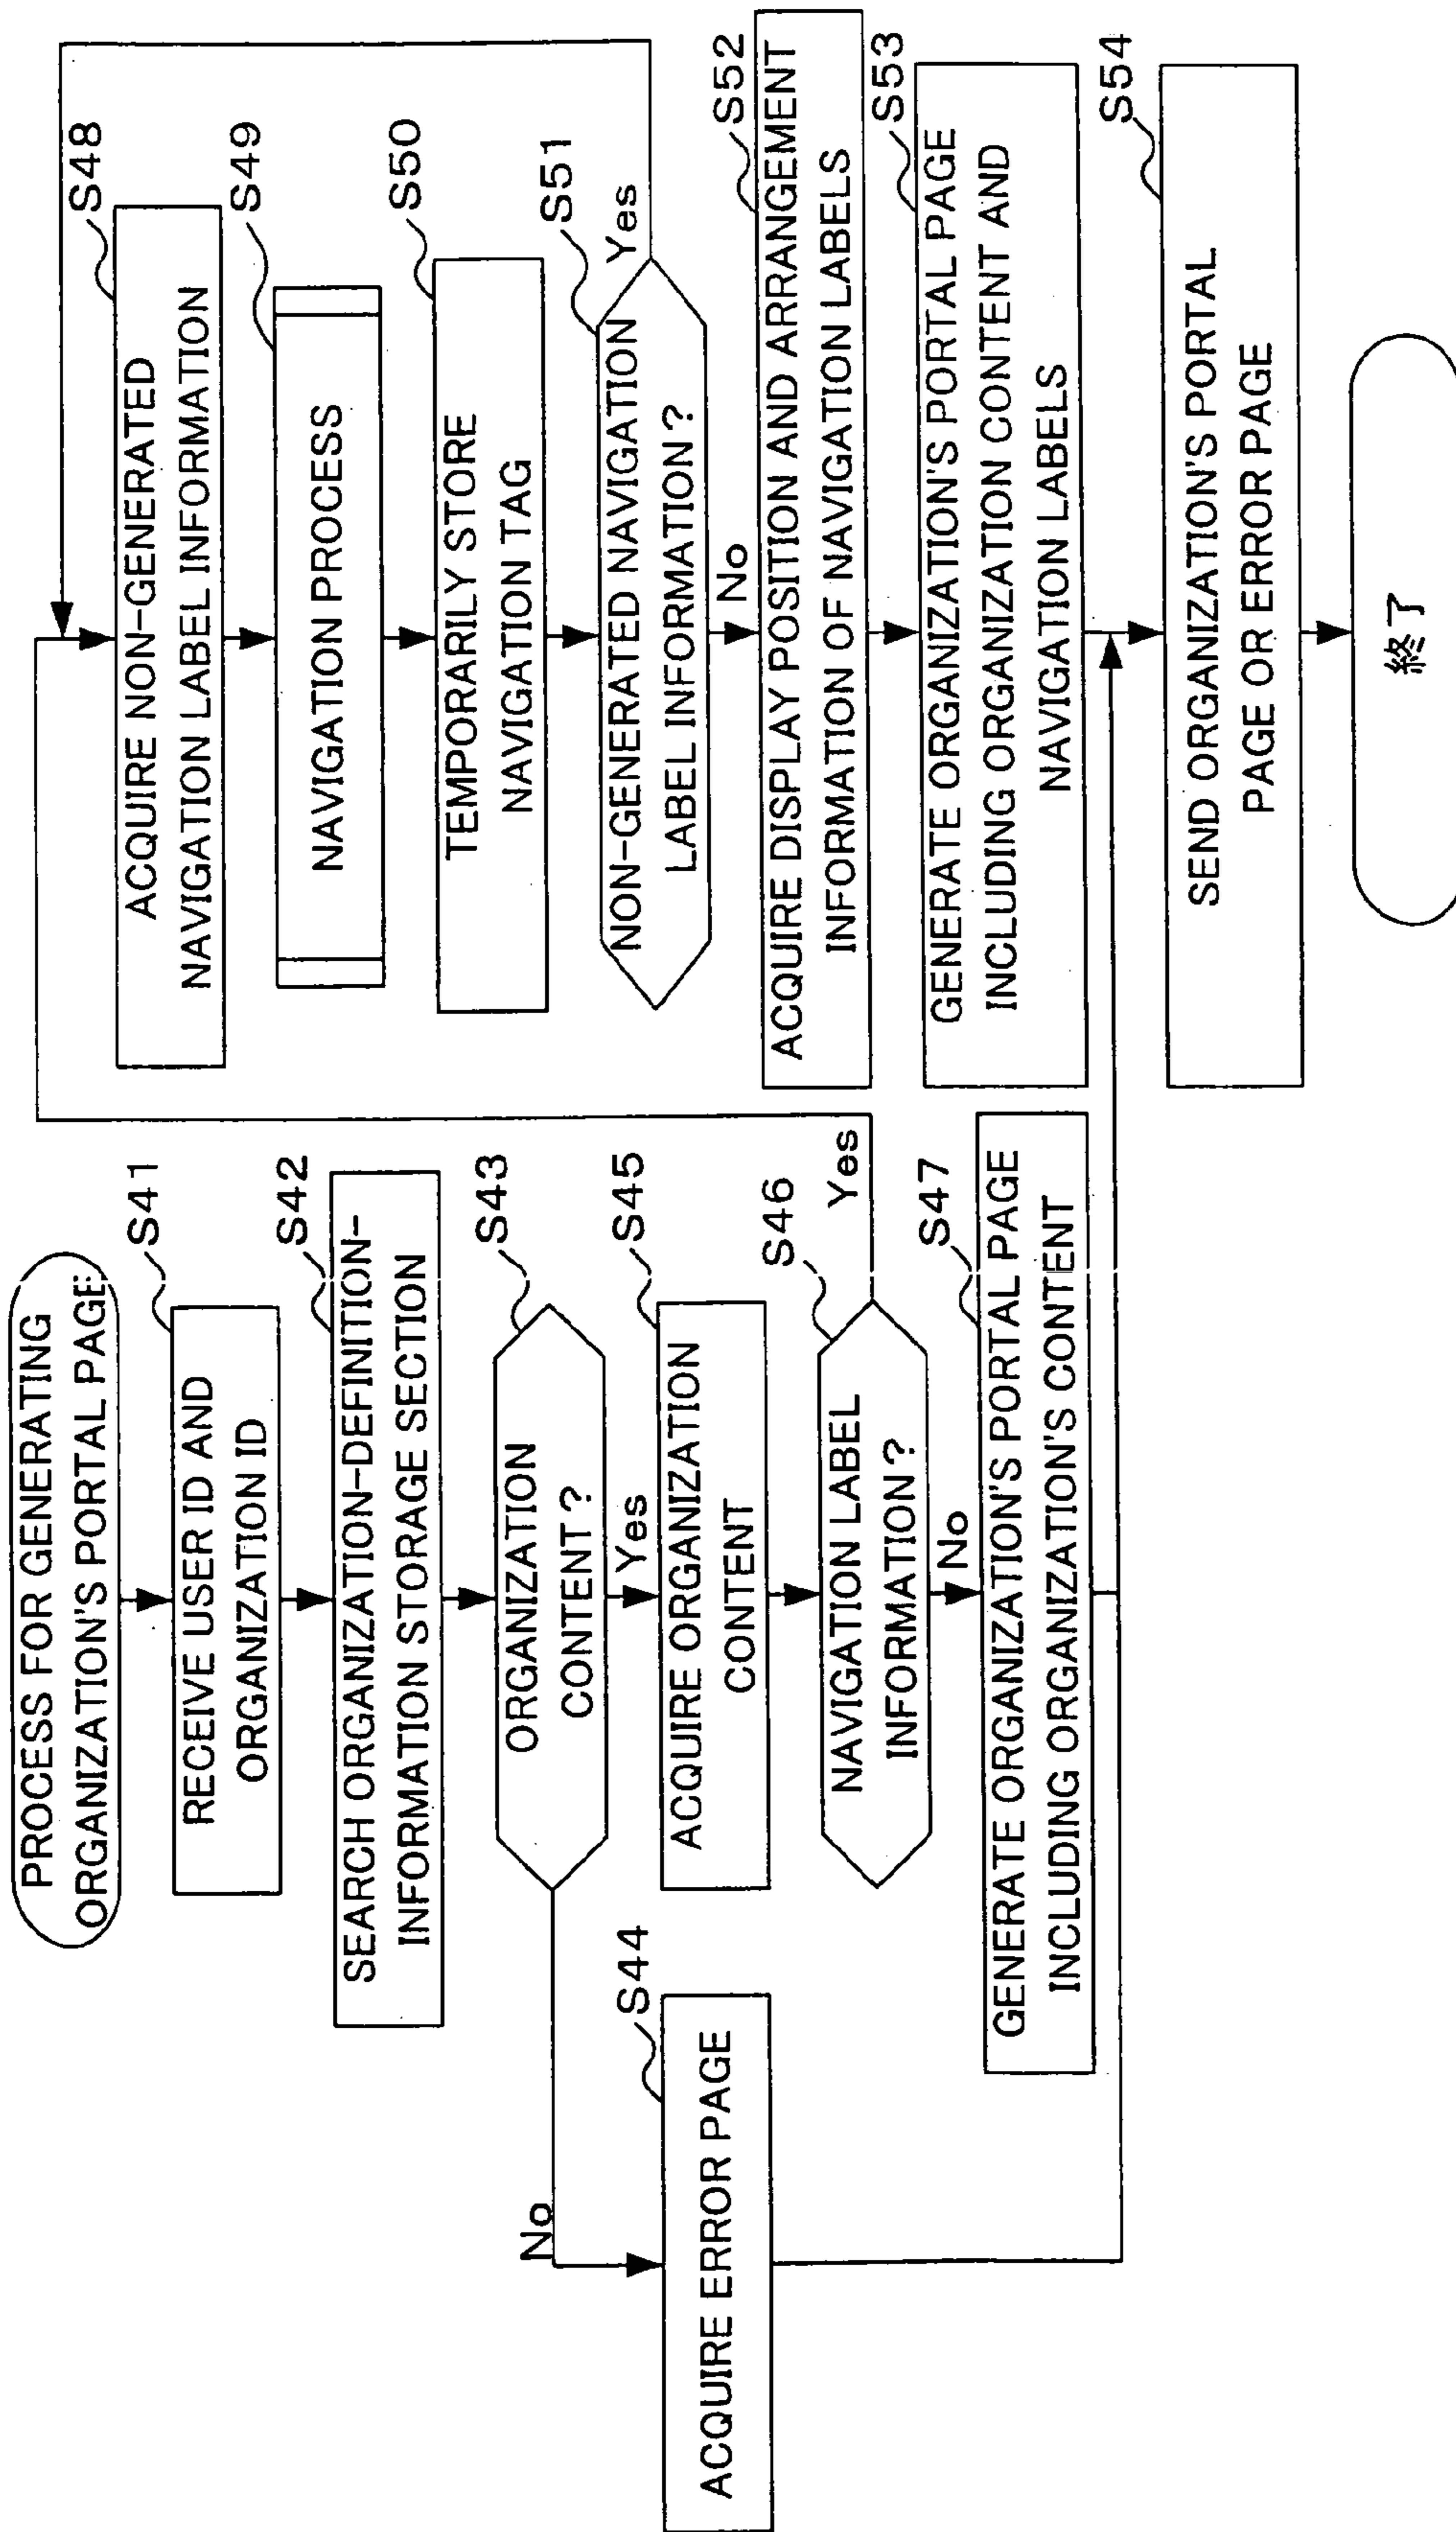 PROCESS FOR GENERATING
ORGANIZATION'S PORTAL PAGE
S41
RECEIVE USER ID AND
ORGANIZATION ID
S42
SEARCH ORGANIZATION-DEFINITION-
INFORMATION STORAGE SECTION
S43
ORGANIZATION
CONTENT?
Yes
No
S44
ACQUIRE ERROR PAGE
S45
ACQUIRE ORGANIZATION
CONTENT
S46
NAVIGATION LABEL
INFORMATION?
Yes
No
S47
GENERATE ORGANIZATION'S PORTAL PAGE
INCLUDING ORGANIZATION'S CONTENT
S48
ACQUIRE NON-GENERATED
NAVIGATION LABEL INFORMATION
S49
NAVIGATION PROCESS
S50
TEMPORARILY STORE
NAVIGATION TAG
S51
NON-GENERATED NAVIGATION
LABEL INFORMATION?
Yes
No
S52
ACQUIRE DISPLAY POSITION AND ARRANGEMENT
INFORMATION OF NAVIGATION LABELS
S53
GENERATE ORGANIZATION'S PORTAL PAGE
INCLUDING ORGANIZATION CONTENT AND
NAVIGATION LABELS
S54
SEND ORGANIZATION'S PORTAL
PAGE OR ERROR PAGE
終了